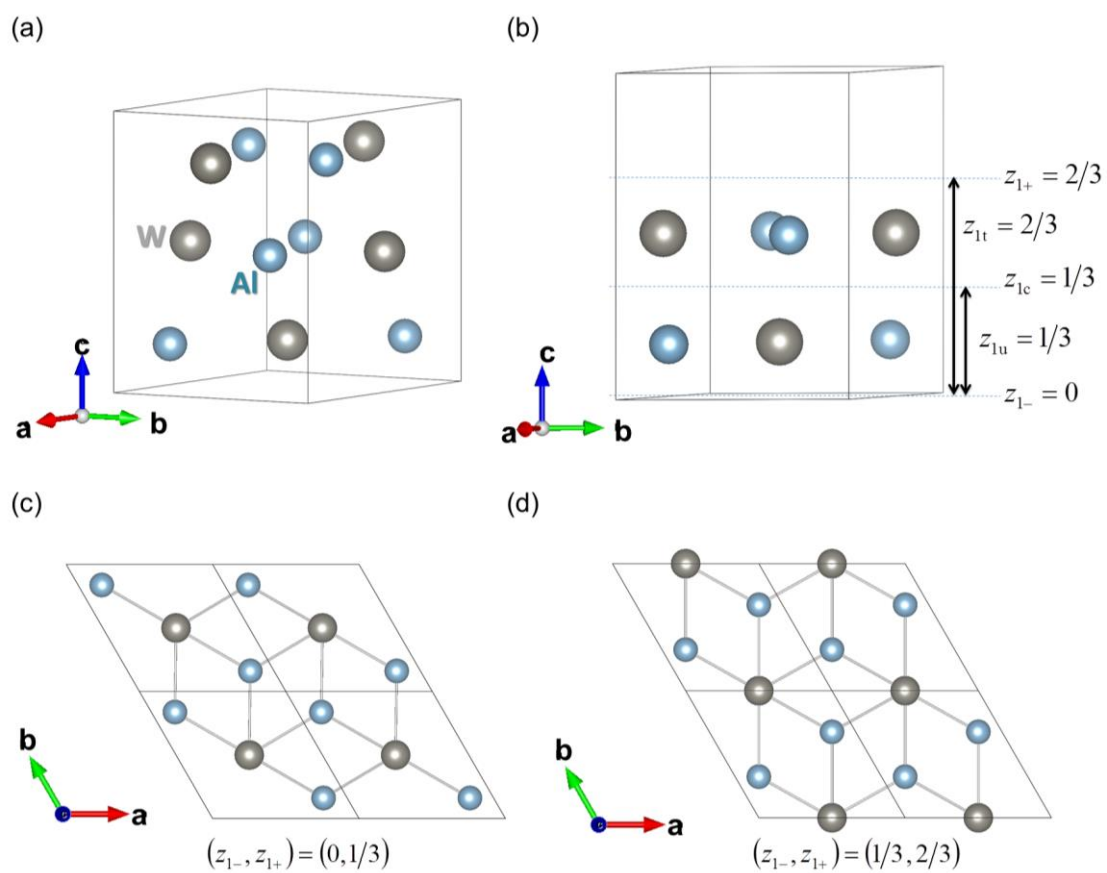 (a)
(b)
W
Al
c
a
b
c
a
b
z1+ = 2/3
z1t = 2/3
z1c = 1/3
z1u = 1/3
z1− = 0
(c)
(d)
b
a
b
a
(z1−, z1+) = (0, 1/3)
(z1−, z1+) = (1/3, 2/3)